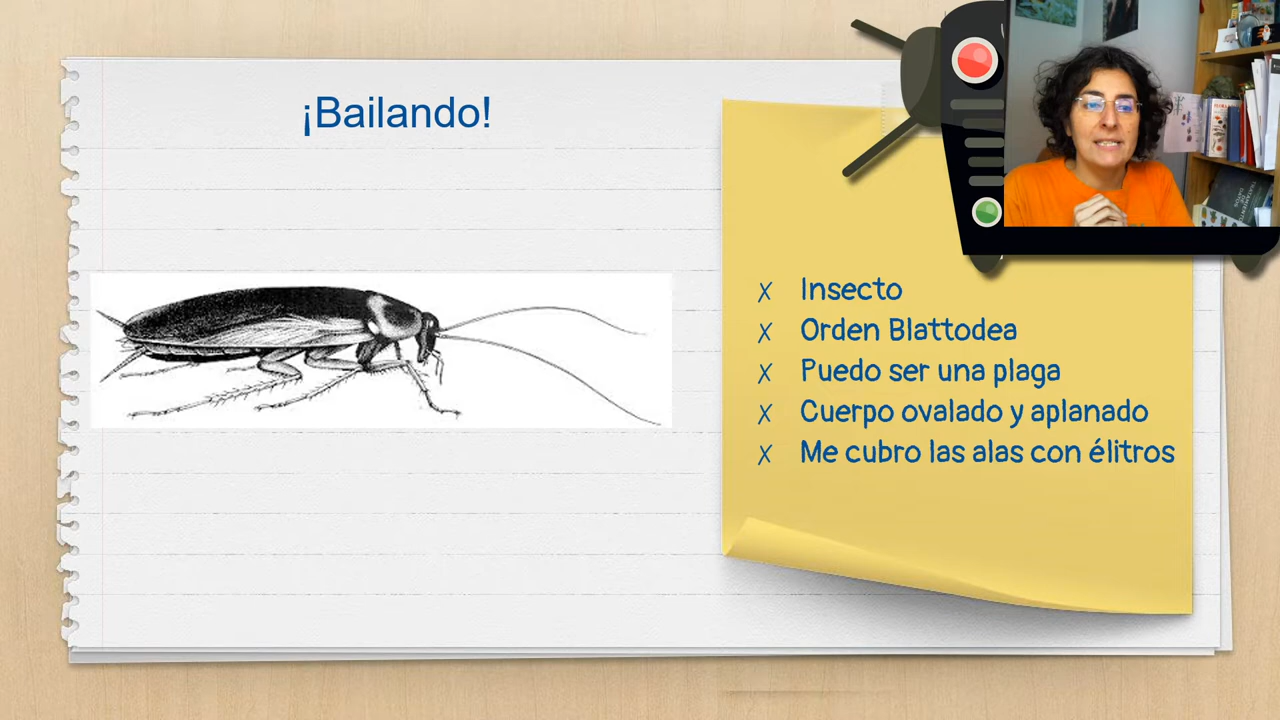 ¡Bailando!
x Insecto
x Orden Blattodea
x Puedo ser una plaga
x Cuerpo ovalado y aplanado
x Me cubro las alas con élitros